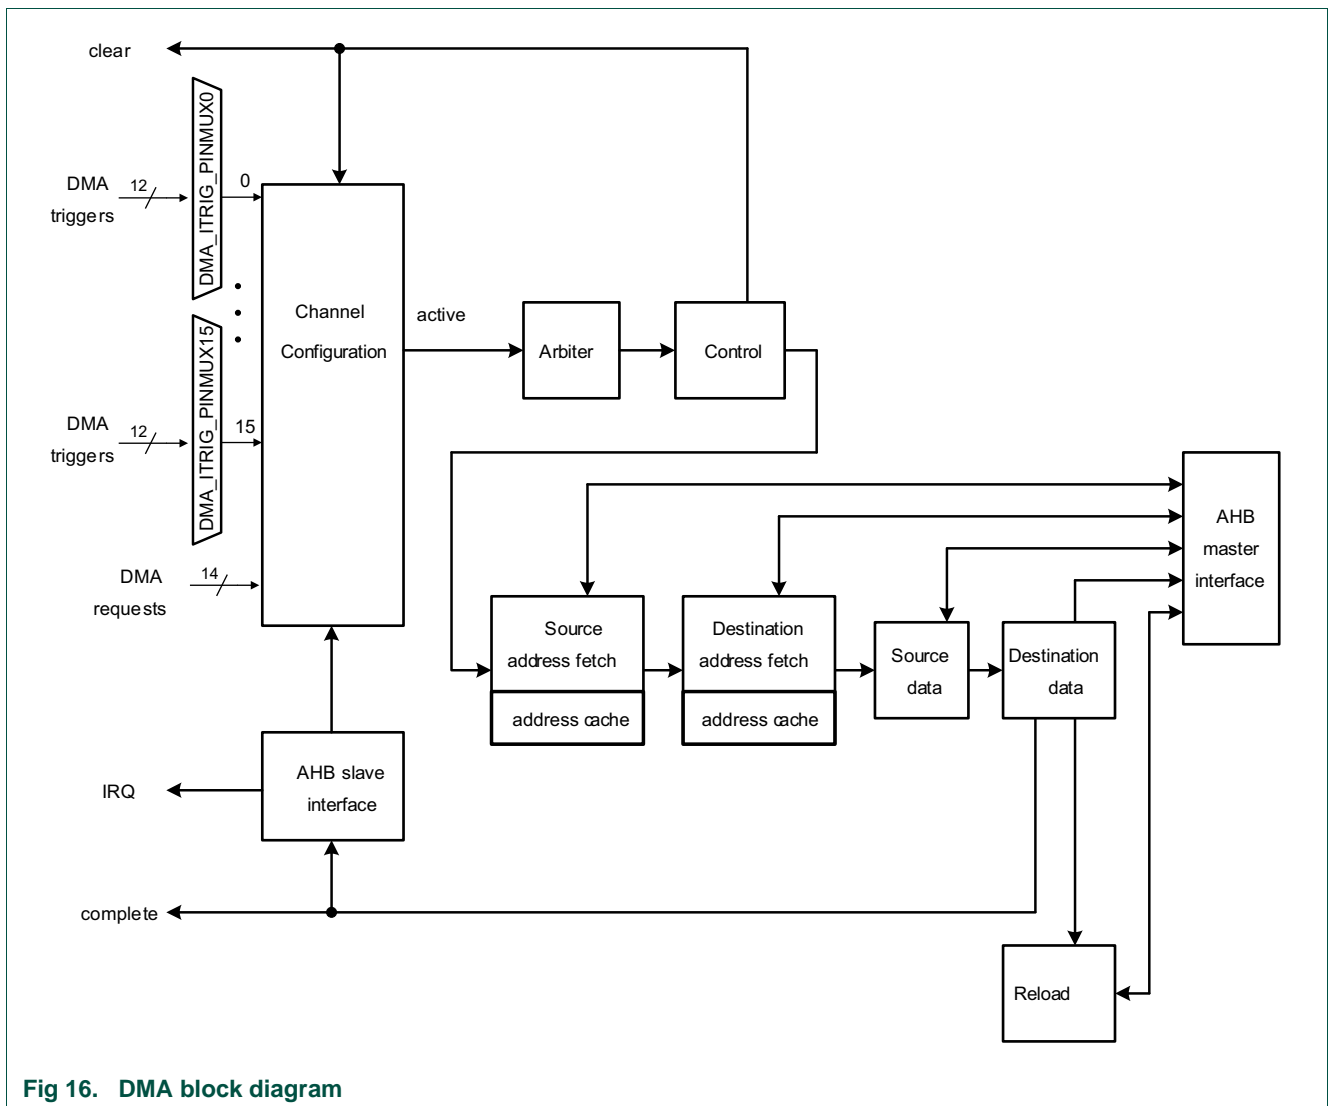 clear
DMA_ITRIG_PINMUX0
DMA
triggers
12
0
Channel
Configuration
active
Arbiter
Control
DMA_ITRIG_PINMUX15
DMA
triggers
12
15
DMA
requests
14
AHB
master
interface
Source
address fetch
address cache
Destination
address fetch
address cache
Source
data
Destination
data
AHB slave
interface
IRQ
complete
Reload
Fig 16. DMA block diagram